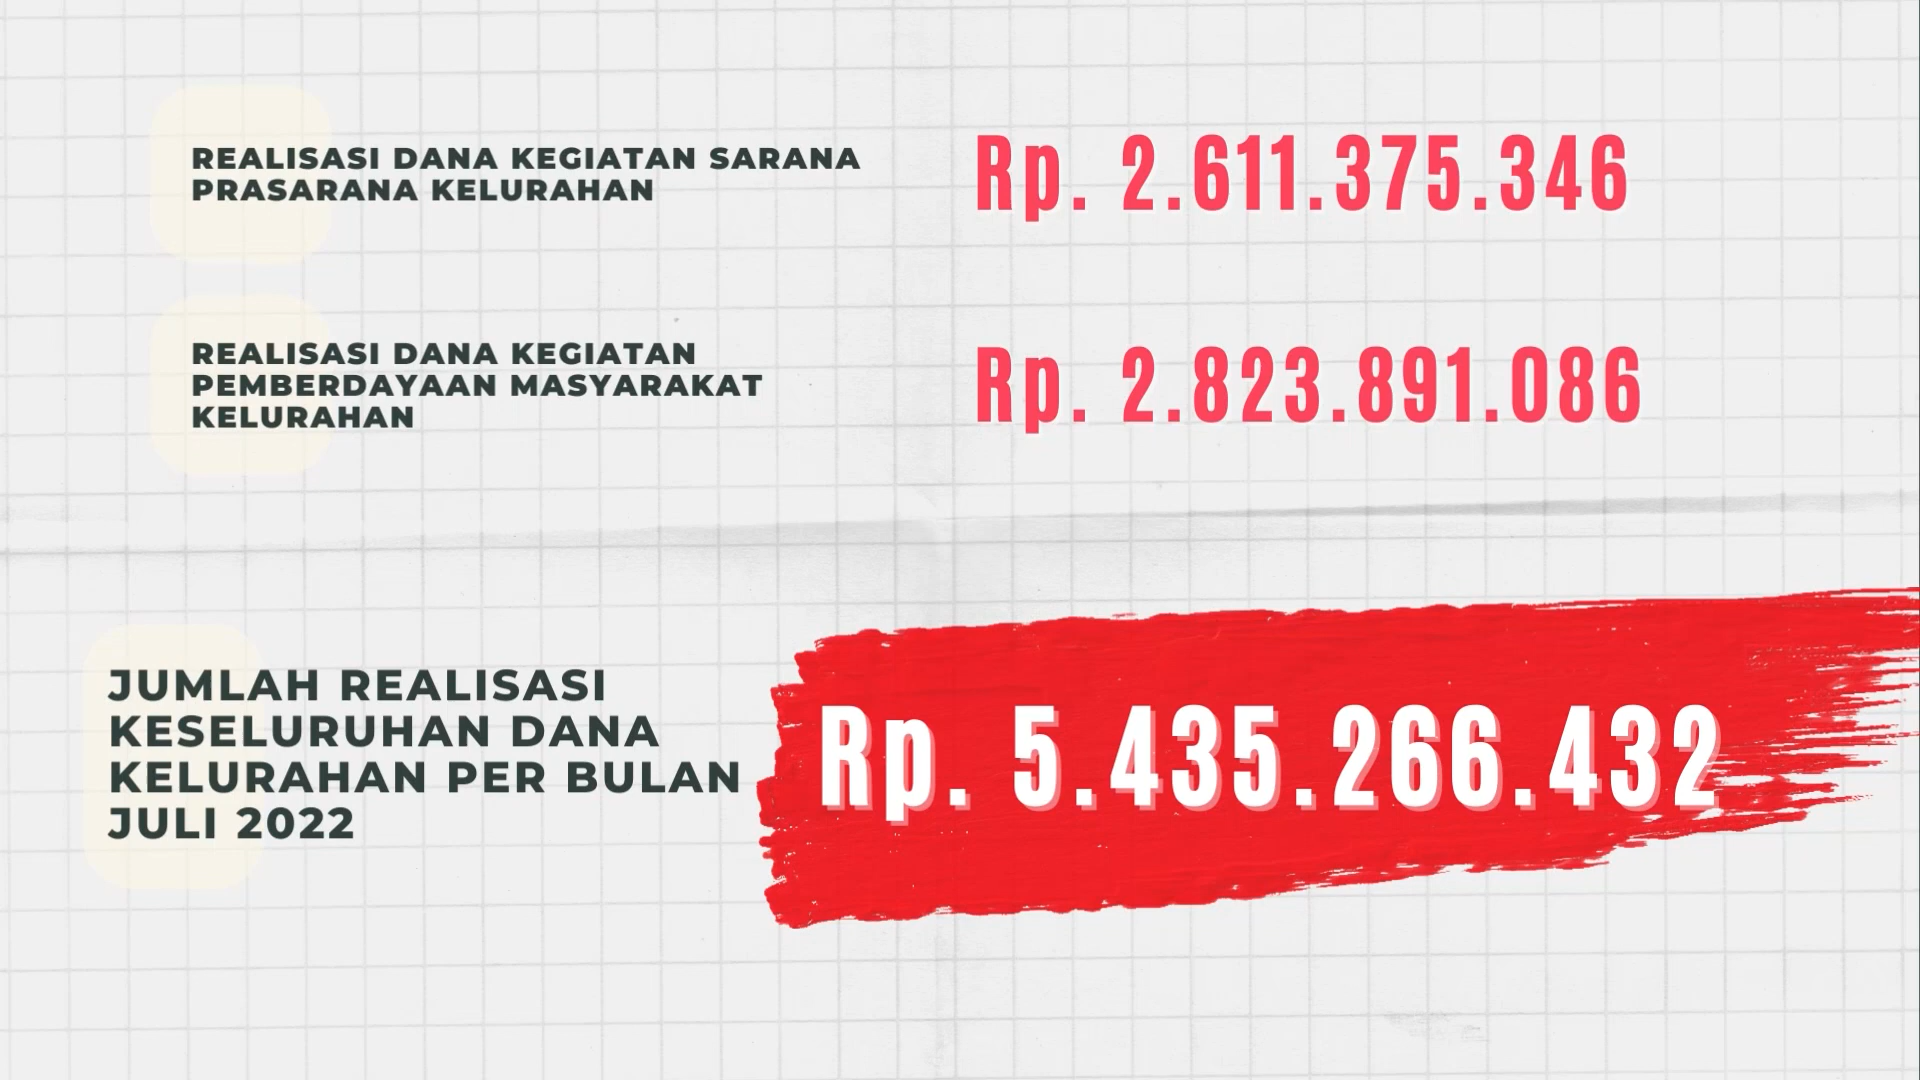 REALISASI DANA KEGIATAN SARANA
PRASARANA KELURAHAN
Rp. 2.611.375.346
REALISASI DANA KEGIATAN
PEMBERDAYAAN MASYARAKAT
KELURAHAN
Rp. 2.823.891.086
JUMLAH REALISASI
KESELURUHAN DANA
KELURAHAN PER BULAN
JULI 2022
Rp. 5.435.266.432